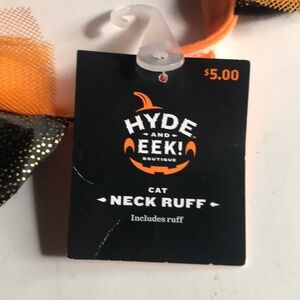 $5.00
HYDE
AND
EEK!
BOUTIQUE
CAT
NECK RUFF
Includes ruff